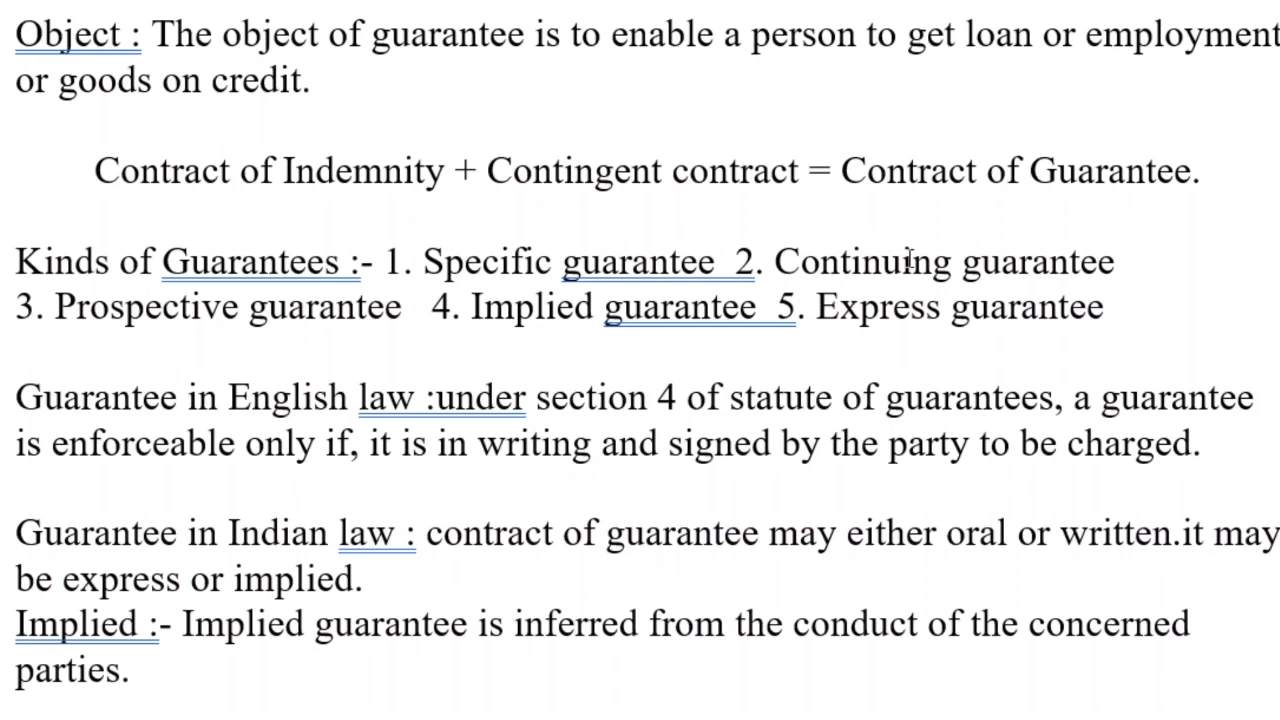 Object : The object of guarantee is to enable a person to get loan or employment
or goods on credit.
Contract of Indemnity + Contingent contract = Contract of Guarantee.
Kinds of Guarantees :- 1. Specific guarantee 2. Continuing guarantee
3. Prospective guarantee 4. Implied guarantee 5. Express guarantee
Guarantee in English law :under section 4 of statute of guarantees, a guarantee
is enforceable only if, it is in writing and signed by the party to be charged.
Guarantee in Indian law : contract of guarantee may either oral or written.it may
be express or implied.
Implied :- Implied guarantee is inferred from the conduct of the concerned
parties.